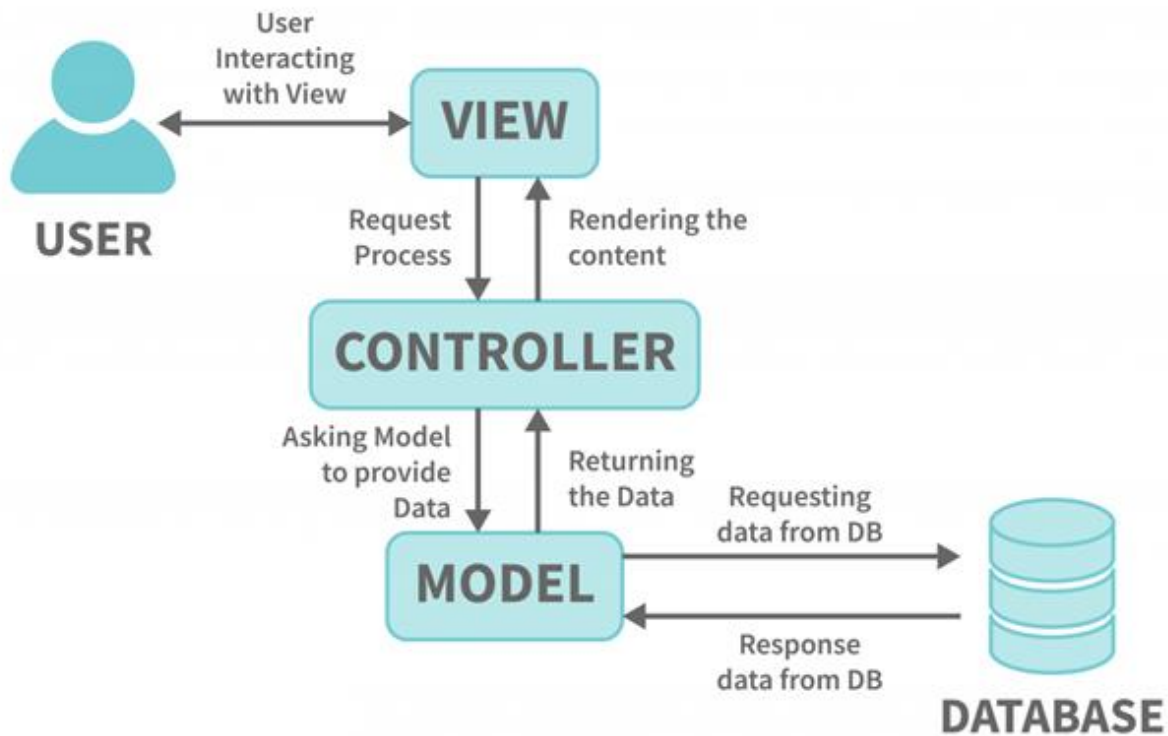 User
Interacting
with View
VIEW
USER
Request
Process
Rendering the
content
CONTROLLER
Asking Model
to provide
Data
Returning
the Data
Requesting
data from DB
MODEL
Response
data from DB
DATABASE